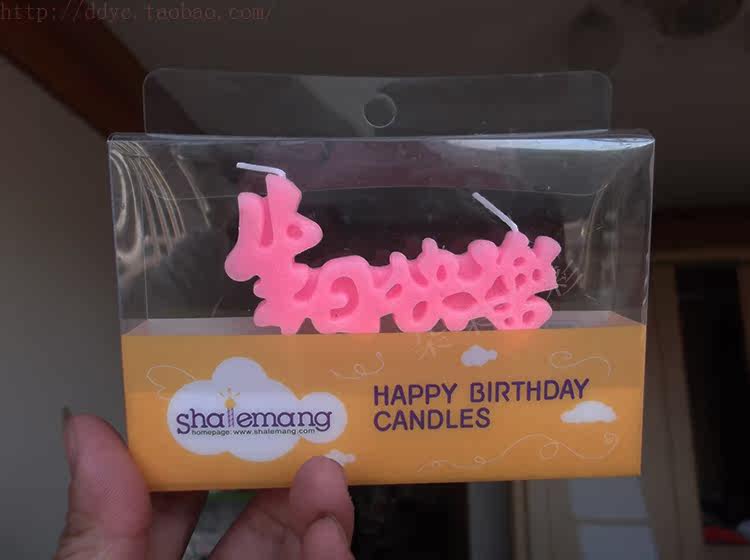 http://ddyc.taobao.com/
shalemang
homepage: www.shalemang.com
HAPPY BIRTHDAY
CANDLES